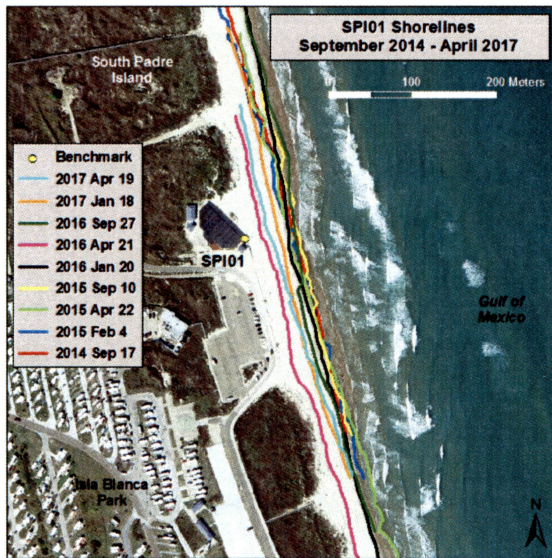 SPI01 Shorelines
September 2014 - April 2017
0 100 200 Meters
South Padre
Island
Benchmark
2017 Apr 19
2017 Jan 18
2016 Sep 27
2016 Apr 21
2016 Jan 20
2015 Sep 10
2015 Apr 22
2015 Feb 4
2014 Sep 17
SPI01
Gulf of
Mexico
Isla Blanca
Park
N